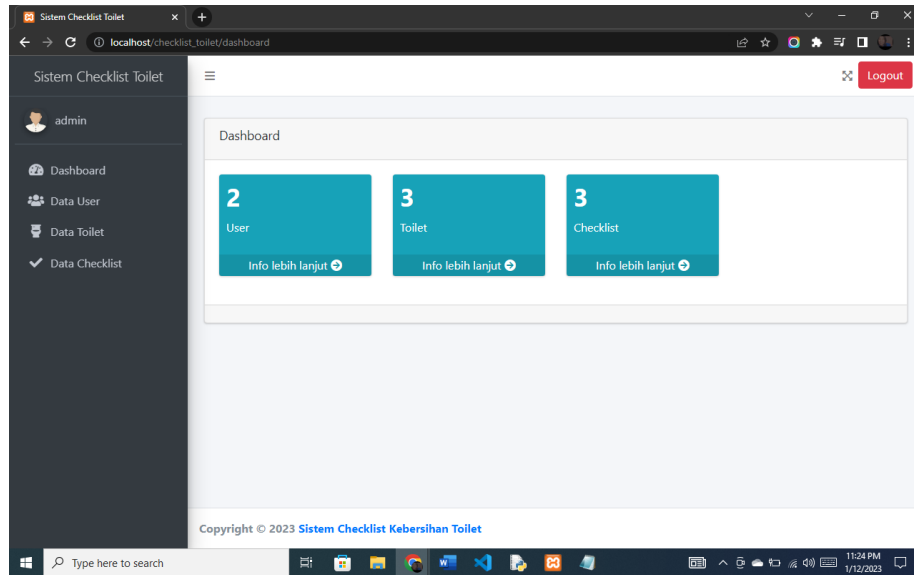 Sistem Checklist Toilet
localhost/checklist_toilet/dashboard
Sistem Checklist Toilet
Logout
admin
Dashboard
Dashboard
Data User
Data Toilet
Data Checklist
2
User
Info lebih lanjut
3
Toilet
Info lebih lanjut
3
Checklist
Info lebih lanjut
Copyright © 2023 Sistem Checklist Kebersihan Toilet
Type here to search
11:24 PM
1/12/2023